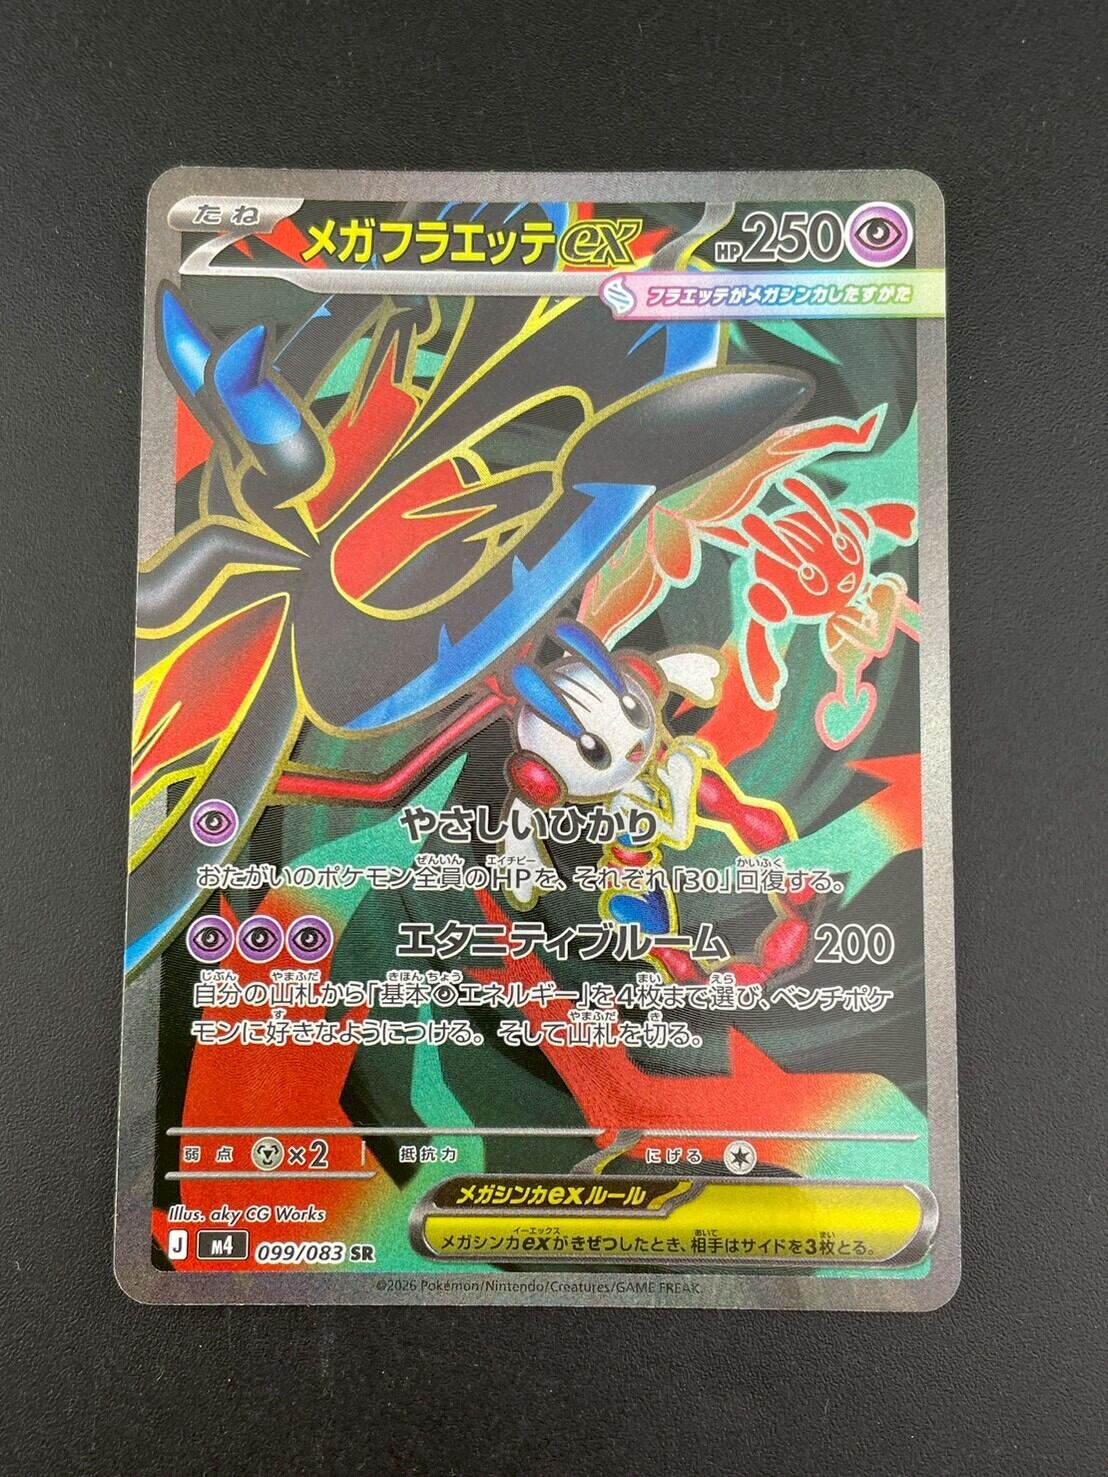 たね
メガフラエッテex HP250
フラエッテがメガシンカしたすがた
やさしいひかり
おたがいのポケモン全員のHPを、それぞれ「30」回復する。
エタニティブルーム 200
自分の山札から「基本エネルギー」を4枚まで選び、ベンチポケ
モンに好きなようにつける。そして山札を切る。
弱点 ×2 抵抗力 にげる
メガシンカexルール
メガシンカexがきぜつしたとき、相手はサイドを3枚とる。
Illus. aky CG Works
J M4 099/083 SR
©2026 Pokémon/Nintendo/Creatures/GAME FREAK.